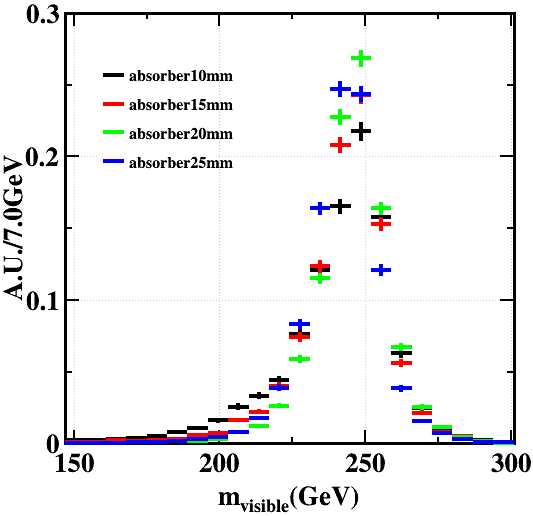 0.3
absorber10mm
absorber15mm
absorber20mm
absorber25mm
0.2
A.U./7.0GeV
0.1
0
150 200 250 300
m_visible(GeV)